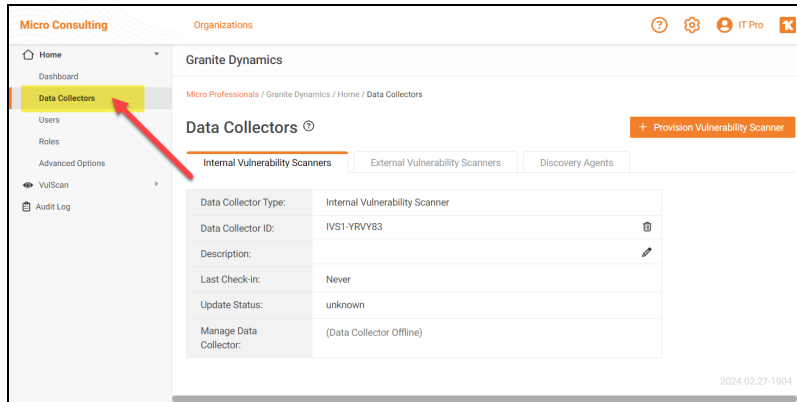 Micro Consulting
Organizations
IT Pro
Home
Dashboard
Data Collectors
Users
Roles
Advanced Options
VulScan
Audit Log
Granite Dynamics
Micro Professionals / Granite Dynamics / Home / Data Collectors
Data Collectors
+ Provision Vulnerability Scanner
Internal Vulnerability Scanners
External Vulnerability Scanners
Discovery Agents
Data Collector Type: Internal Vulnerability Scanner
Data Collector ID: IVS1-YRVY83
Description:
Last Check-in: Never
Update Status: unknown
Manage Data
Collector: (Data Collector Offline)
2024.02.27-1904